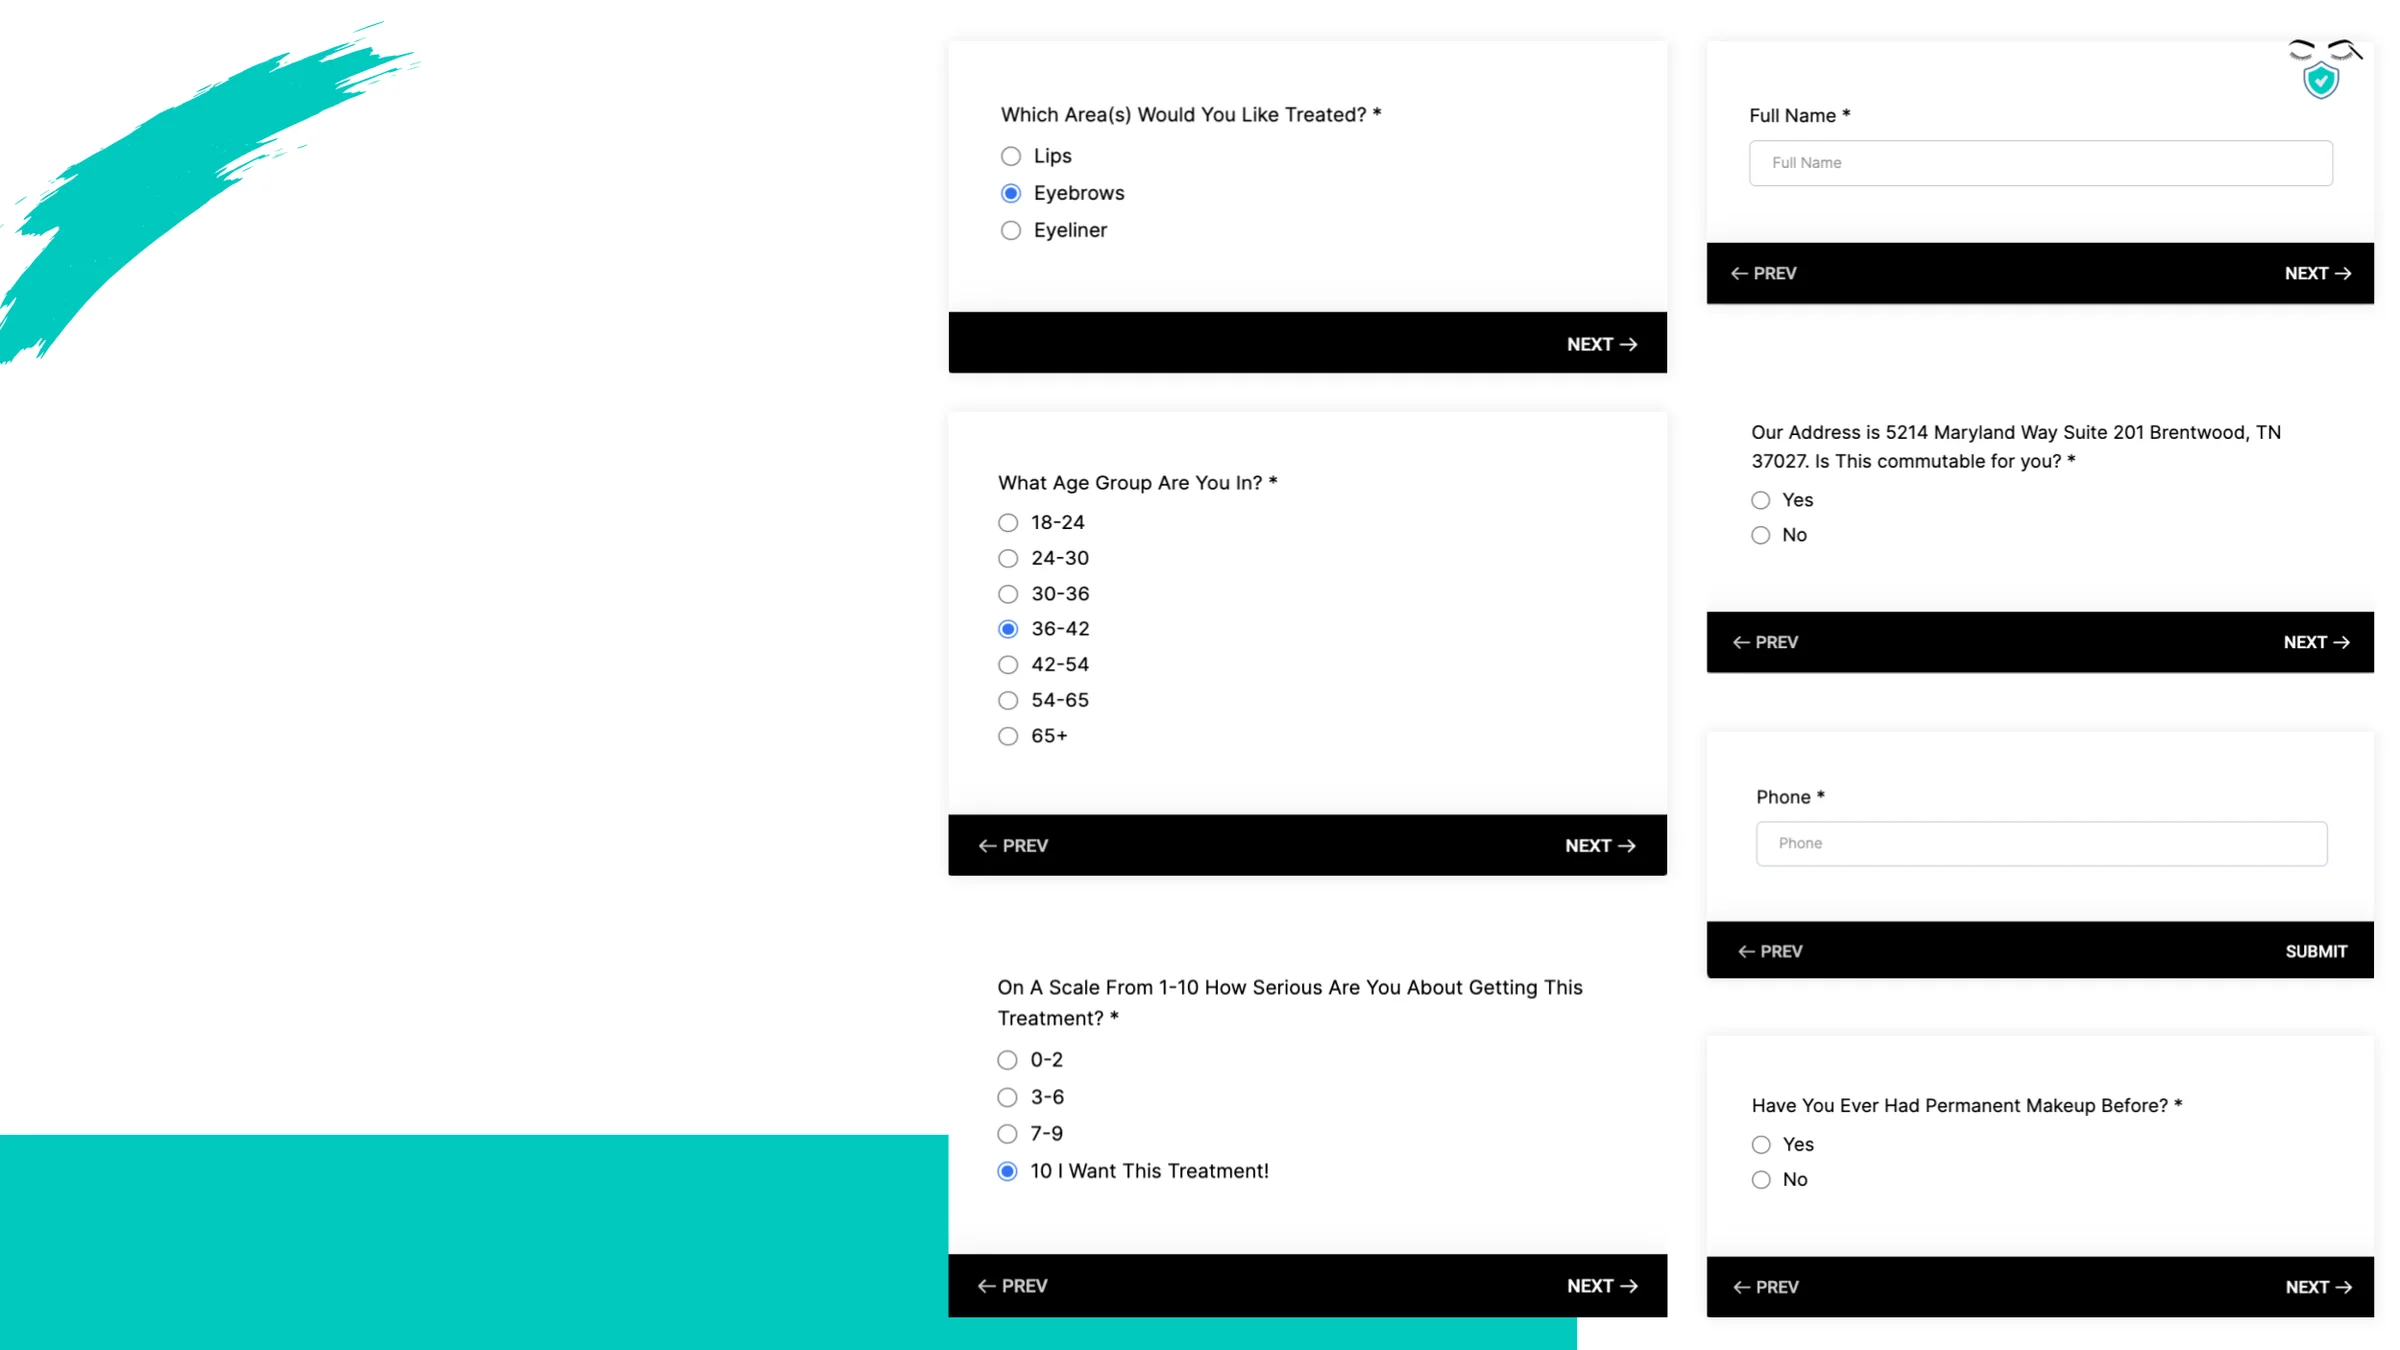 Which Area(s) Would You Like Treated? *
Lips
Eyebrows
Eyeliner
NEXT →
What Age Group Are You In? *
18-24
24-30
30-36
36-42
42-54
54-65
65+
← PREV
NEXT →
On A Scale From 1-10 How Serious Are You About Getting This
Treatment? *
0-2
3-6
7-9
10 I Want This Treatment!
← PREV
NEXT →
Full Name *
Full Name
← PREV
NEXT →
Our Address is 5214 Maryland Way Suite 201 Brentwood, TN
37027. Is This commutable for you? *
Yes
No
← PREV
NEXT →
Phone *
Phone
← PREV
SUBMIT
Have You Ever Had Permanent Makeup Before? *
Yes
No
← PREV
NEXT →